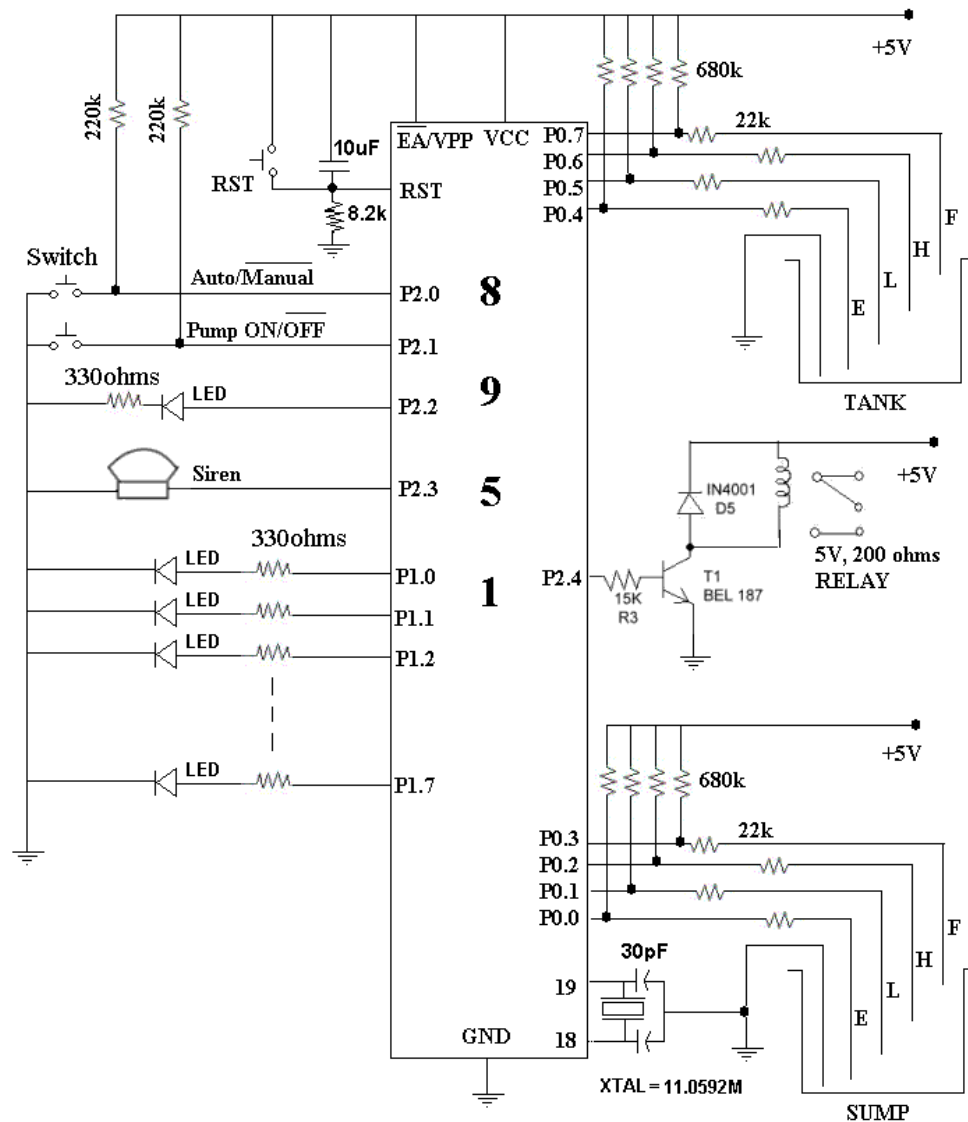 +5V
220k
220k
680k
10uF
EA/VPP
VCC
P0.7
22k
RST
RST
P0.6
P0.5
8.2k
P0.4
F
H
L
E
Switch
Auto/Manual
P2.0
8
Pump ON/OFF
P2.1
330ohms
LED
P2.2
9
TANK
Siren
P2.3
5
+5V
IN4001
D5
5V, 200 ohms
RELAY
330ohms
LED
P1.0
1
P2.4
15K
R3
T1
BEL 187
LED
P1.1
LED
P1.2
LED
P1.7
+5V
680k
P0.3
22k
P0.2
P0.1
P0.0
F
H
L
E
30pF
19
18
GND
XTAL = 11.0592M
SUMP